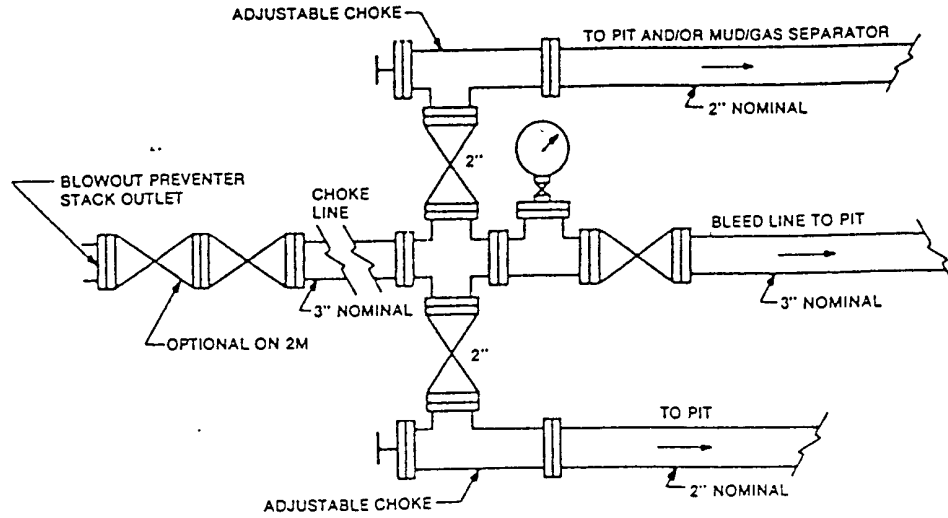 ADJUSTABLE CHOKE
TO PIT AND/OR MUD/GAS SEPARATOR
2" NOMINAL
2"
BLOWOUT PREVENTER
STACK OUTLET
CHOKE
LINE
BLEED LINE TO PIT
3" NOMINAL
3" NOMINAL
OPTIONAL ON 2M
2"
TO PIT
2" NOMINAL
ADJUSTABLE CHOKE